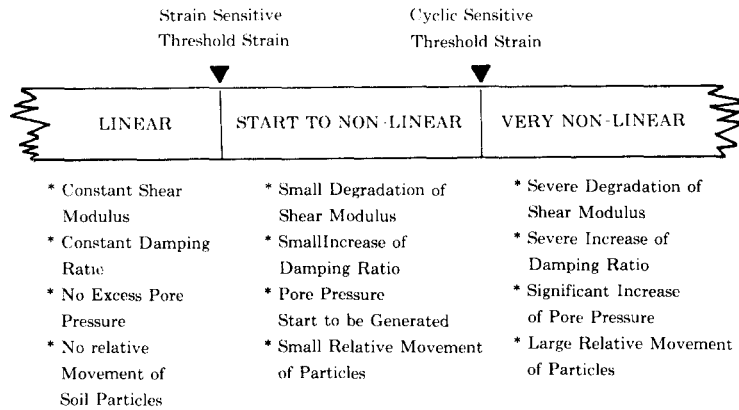 Strain Sensitive
Threshold Strain
Cyclic Sensitive
Threshold Strain
LINEAR
START TO NON-LINEAR
VERY NON-LINEAR
* Constant Shear
Modulus
* Constant Damping
Ratio
* No Excess Pore
Pressure
* No relative
Movement of
Soil Particles
* Small Degradation of
Shear Modulus
* SmallIncrease of
Damping Ratio
* Pore Pressure
Start to be Generated
* Small Relative Movement
of Particles
* Severe Degradation of
Shear Modulus
* Severe Increase of
Damping Ratio
* Significant Increase
of Pore Pressure
* Large Relative Movement
of Particles